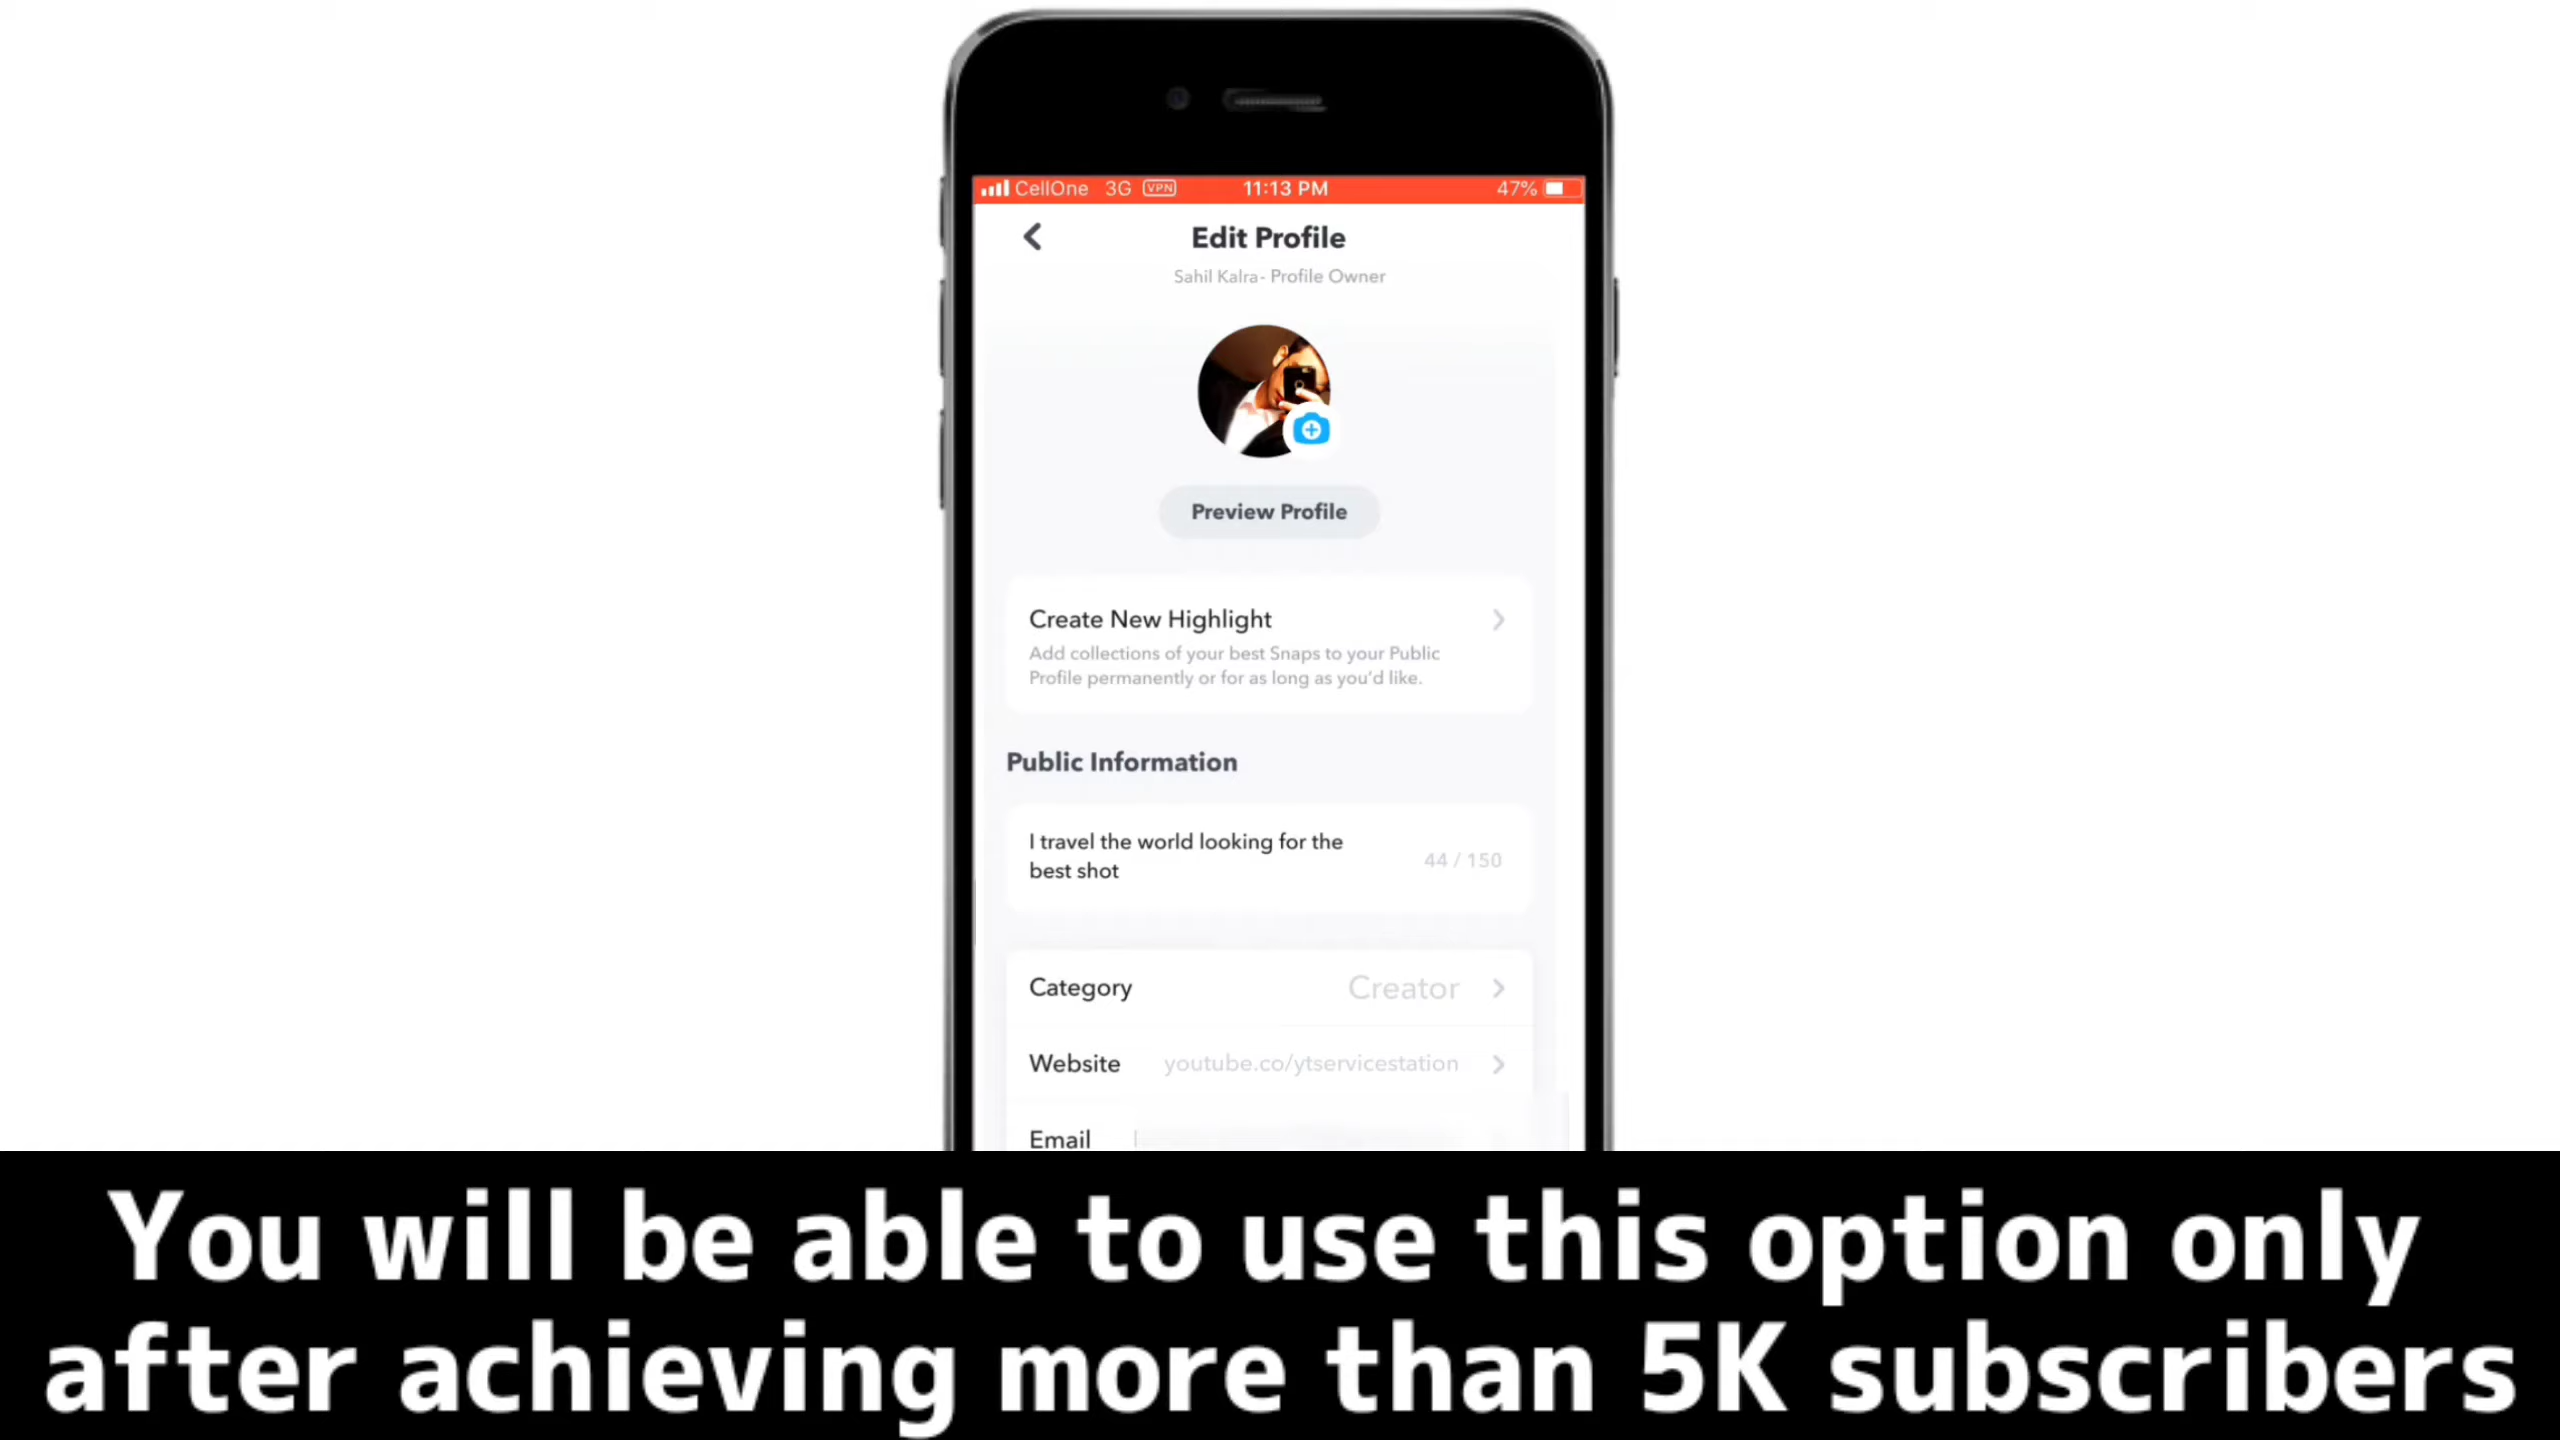 CellOne 3G VPN 11:13 PM 47%
Edit Profile
Sahil Kalra- Profile Owner
Preview Profile
Create New Highlight
Add collections of your best Snaps to your Public
Profile permanently or for as long as you'd like.
Public Information
I travel the world looking for the
best shot
44 / 150
Category Creator
Website youtube.co/ytservicestation
Email
You will be able to use this option only
after achieving more than 5K subscribers